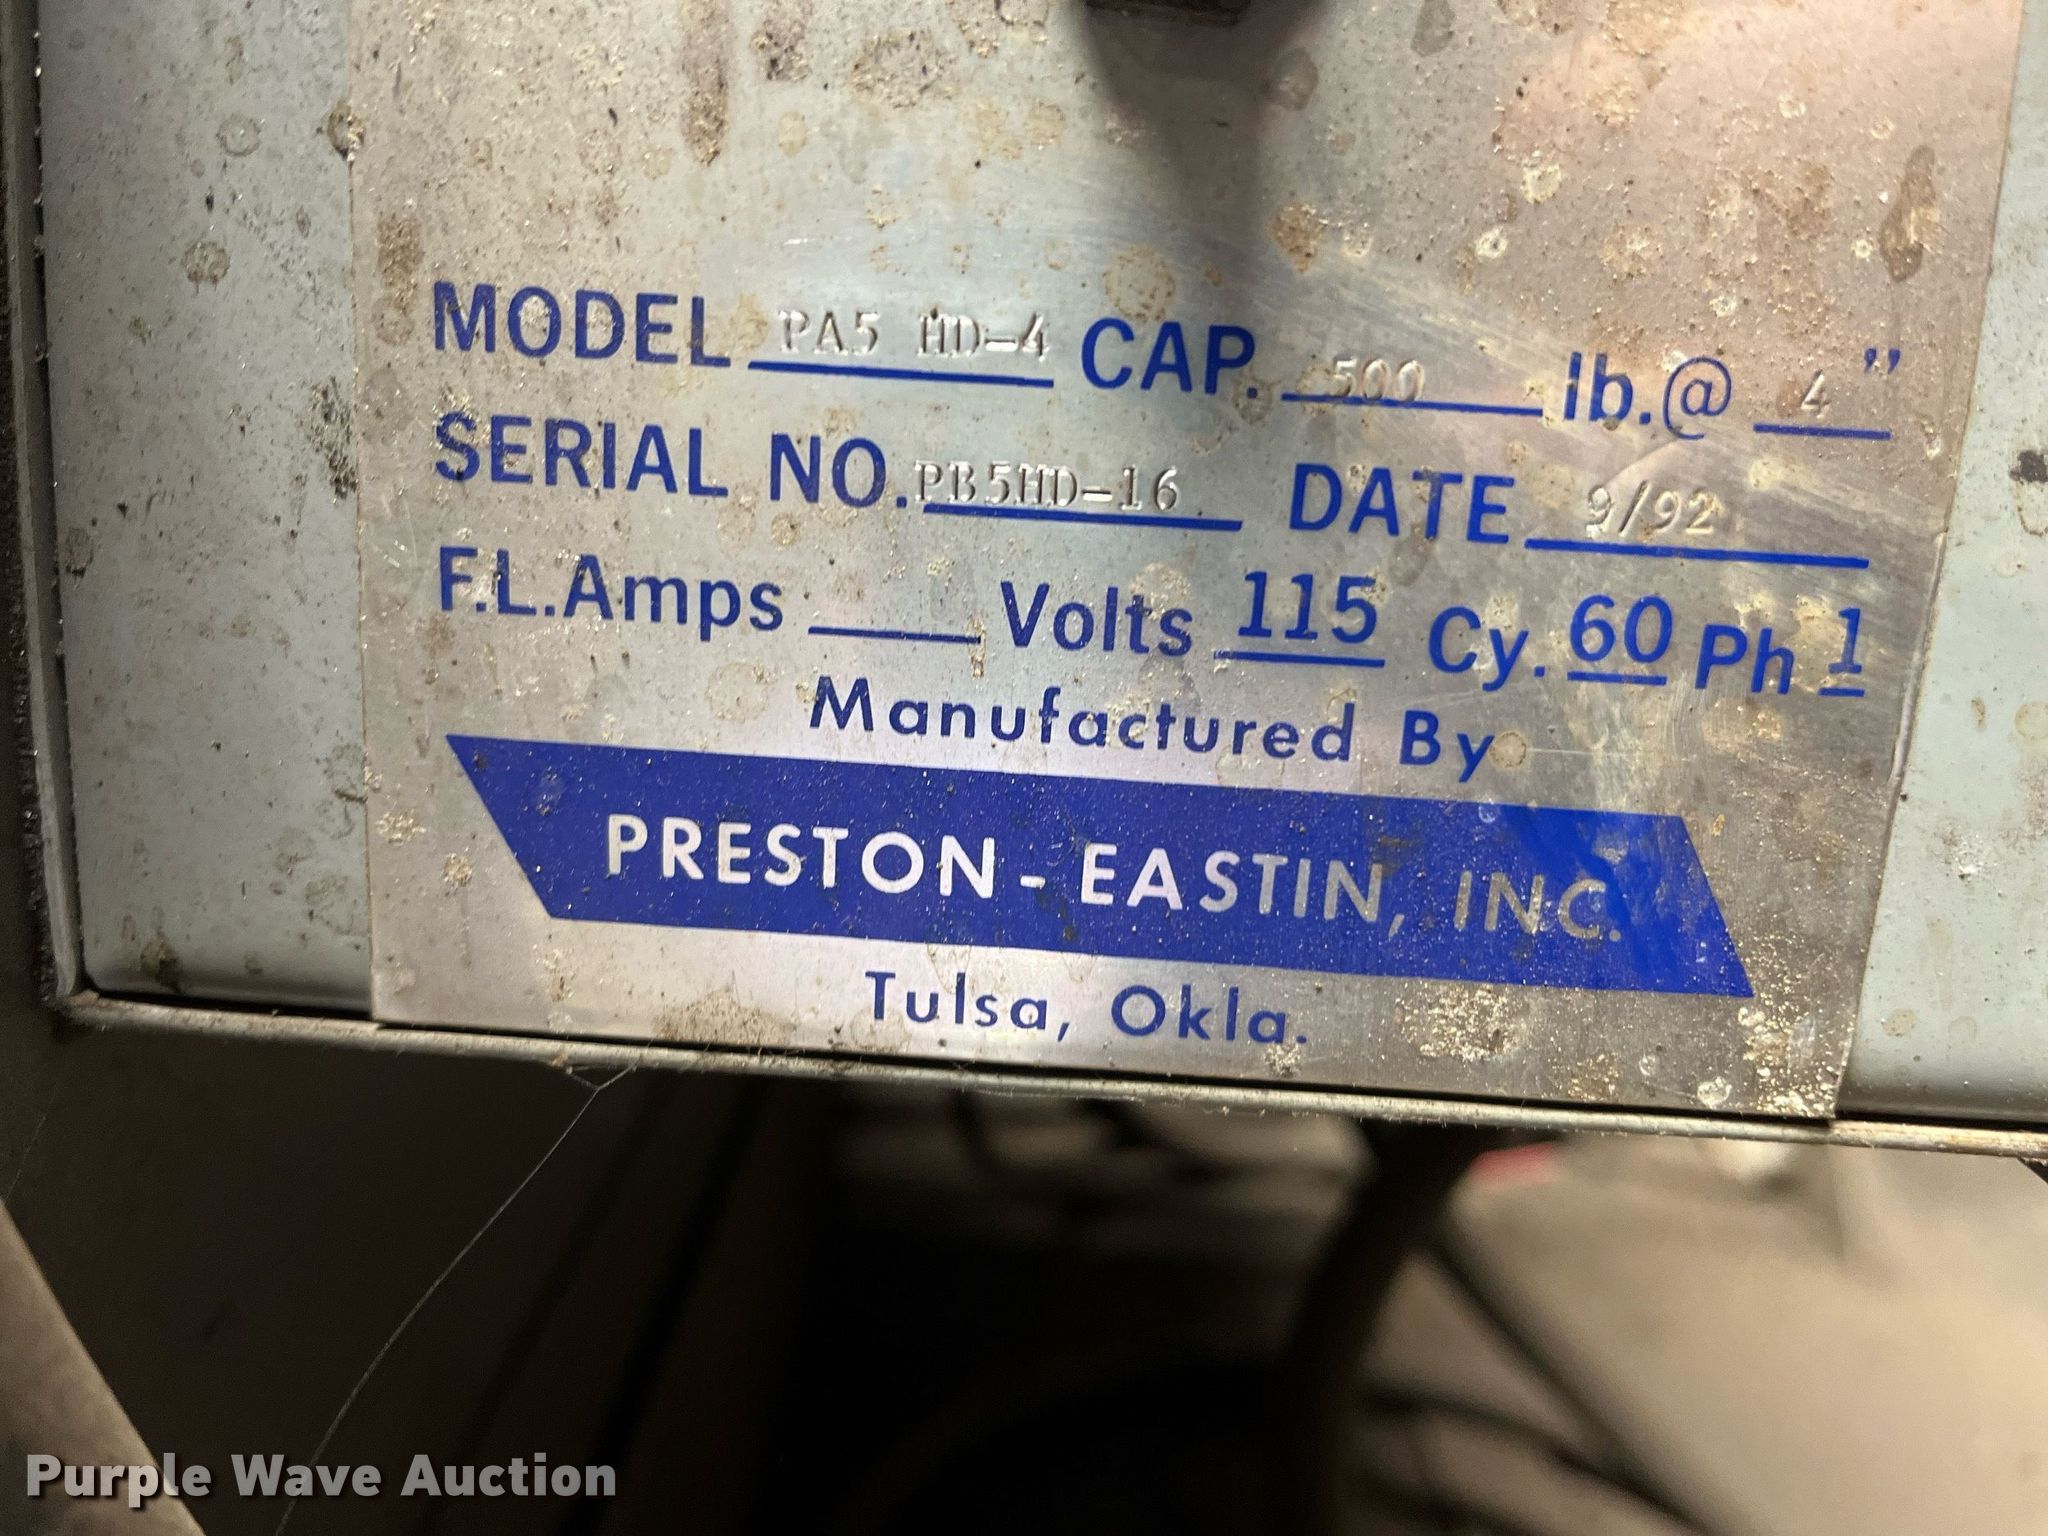 MODEL PA5 HD-4 CAP. 500 lb.@ 4"
SERIAL NO. PB5HD-16 DATE 9/92
F.L.Amps Volts 115 Cy. 60 Ph 1
Manufactured By
PRESTON-EASTIN, INC.
Tulsa, Okla.
Purple Wave Auction